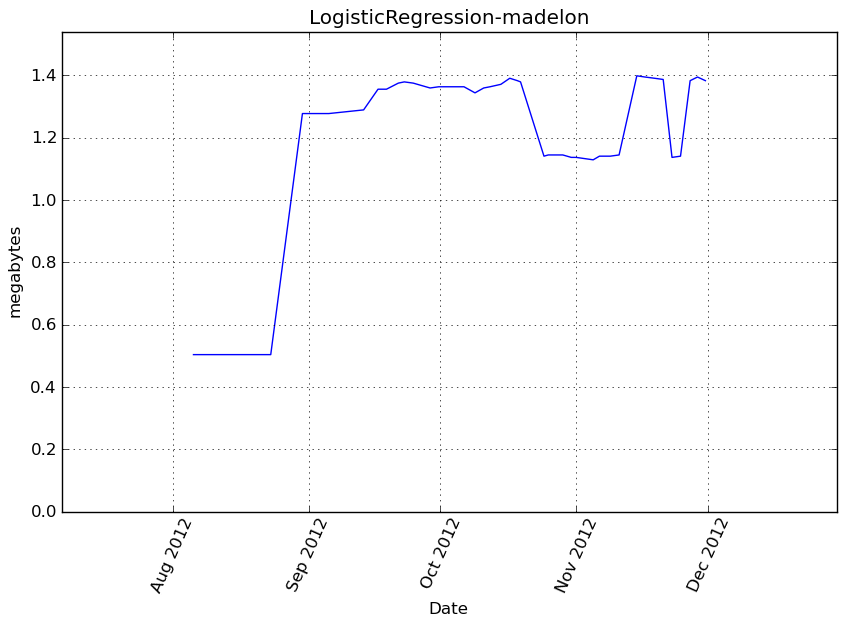 LogisticRegression-madelon
megabytes
1.4
1.2
1.0
0.8
0.6
0.4
0.2
0.0
Aug 2012
Sep 2012
Oct 2012
Nov 2012
Dec 2012
Date